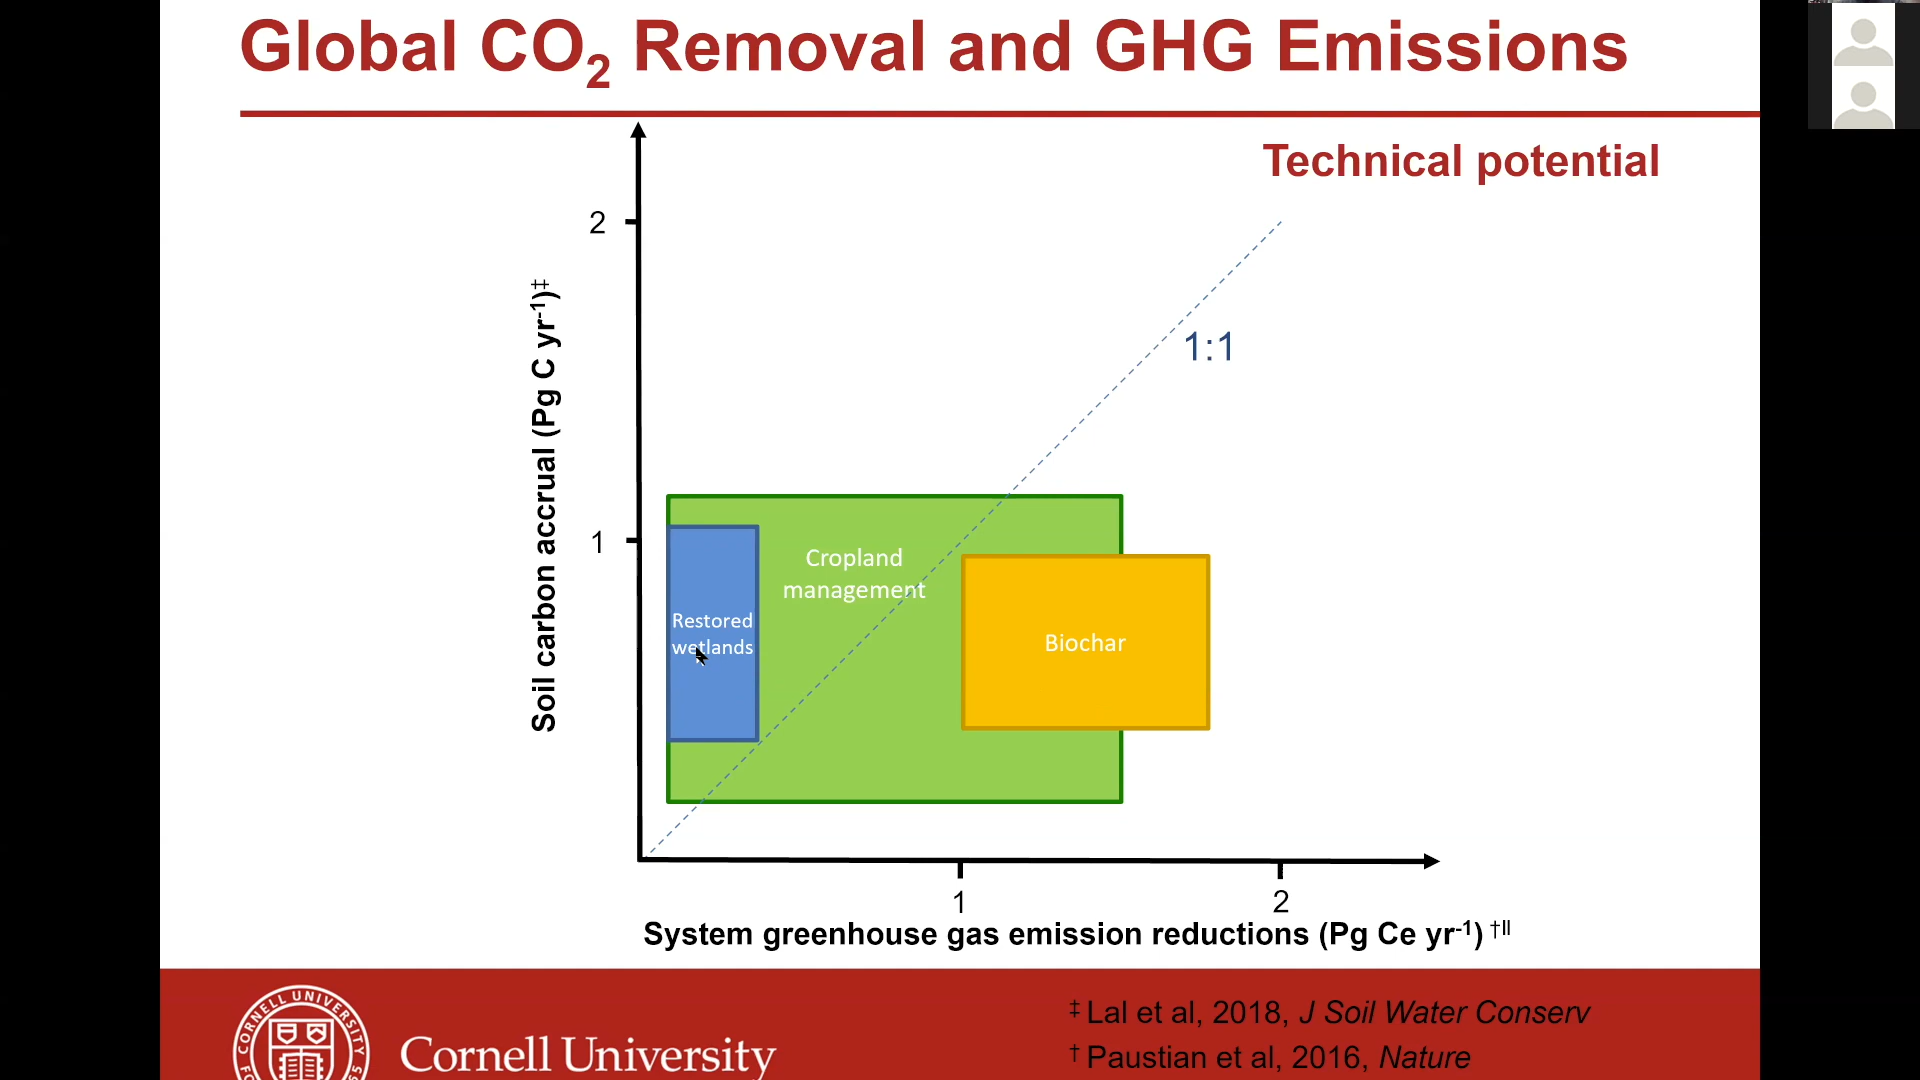 Global CO₂ Removal and GHG Emissions
Technical potential
2
1:1
1
Soil carbon accrual (Pg C yr⁻¹)‡
Cropland
management
Restored
wetlands
Biochar
1
2
System greenhouse gas emission reductions (Pg Ce yr⁻¹) †ǁ
‡ Lal et al, 2018, J Soil Water Conserv
† Paustian et al, 2016, Nature
Cornell University
CORNELL UNIVERSITY